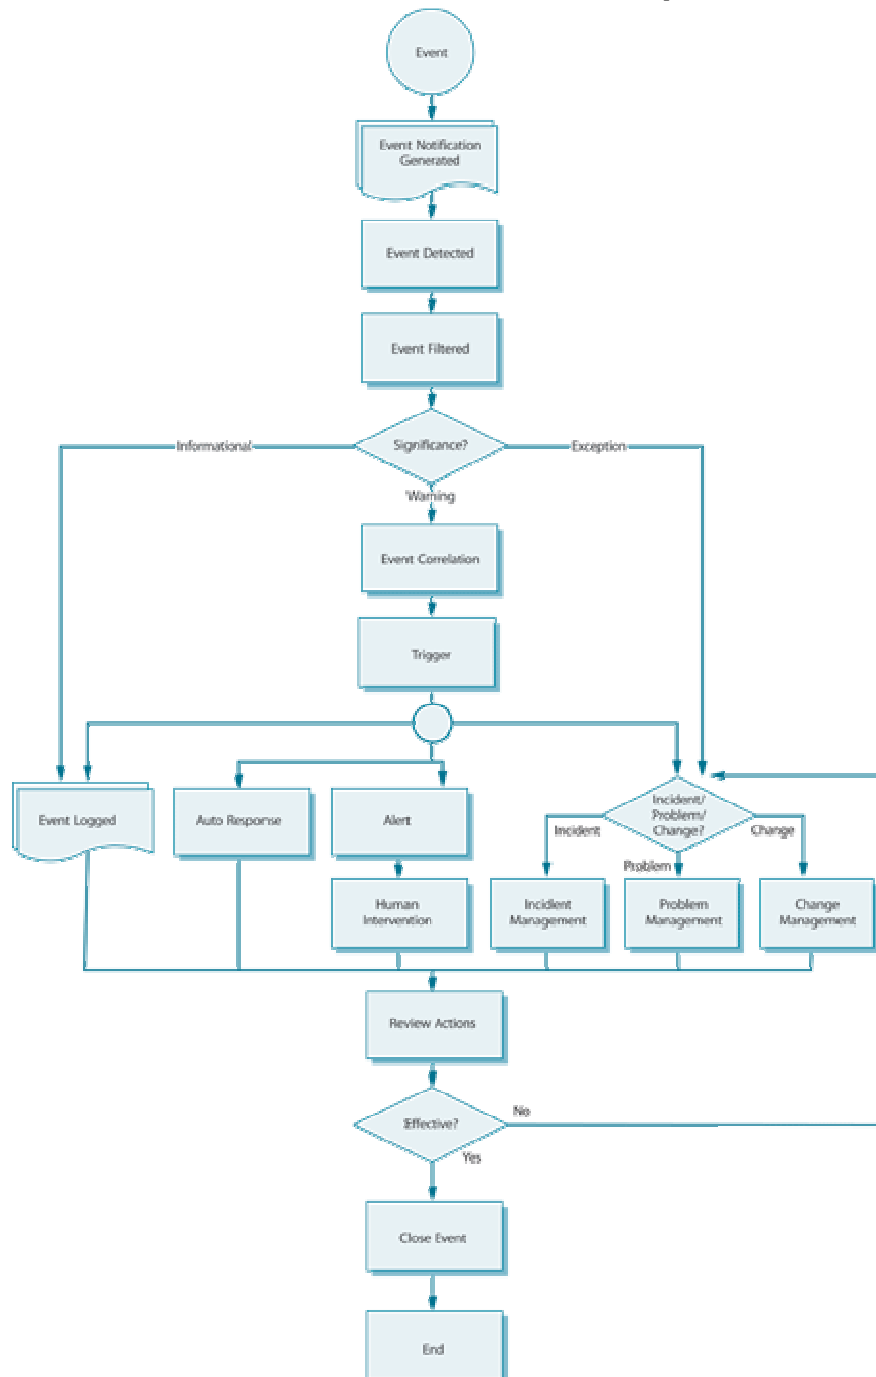 Event
Event Notification
Generated
Event Detected
Event Filtered
Significance?
Informational
Exception
'Warning
Event Correlation
Trigger
Event Logged
Auto Response
Alert
Incident/
Problem/
Change?
Incident
Change
Problem
Human
Intervention
Incident
Management
Problem
Management
Change
Management
Review Actions
Effective?
No
Yes
Close Event
End